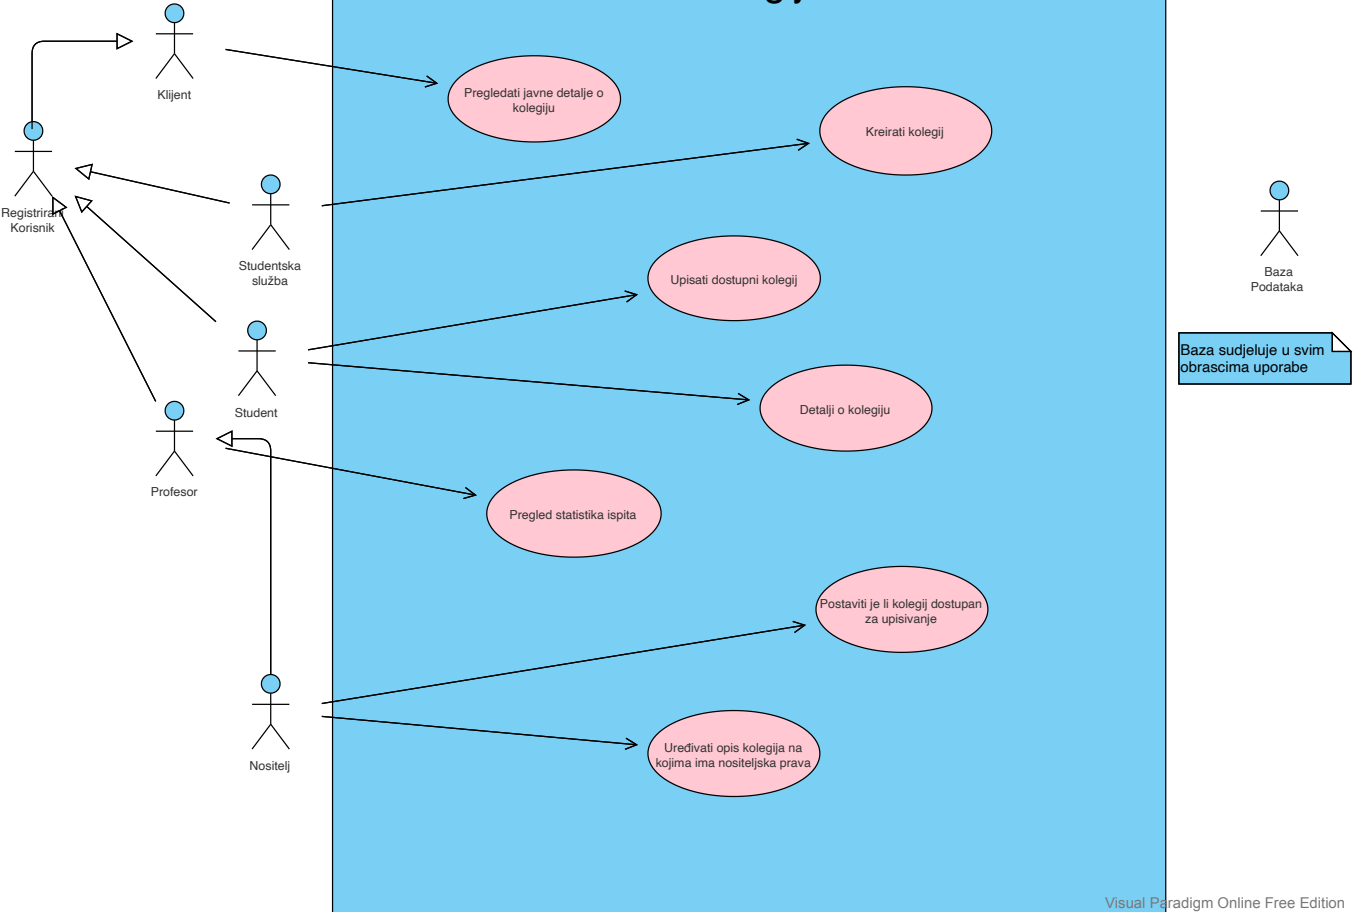 Klijent
Pregledati javne detalje o
kolegiju
Kreirati kolegij
Registrirani
Korisnik
Studentska
služba
Baza
Podataka
Upisati dostupni kolegij
Baza sudjeluje u svim
obrascima uporabe
Student
Detalji o kolegiju
Profesor
Pregled statistika ispita
Postaviti je li kolegij dostupan
za upisivanje
Nositelj
Uređivati opis kolegija na
kojima ima nositeljska prava
Visual Paradigm Online Free Edition